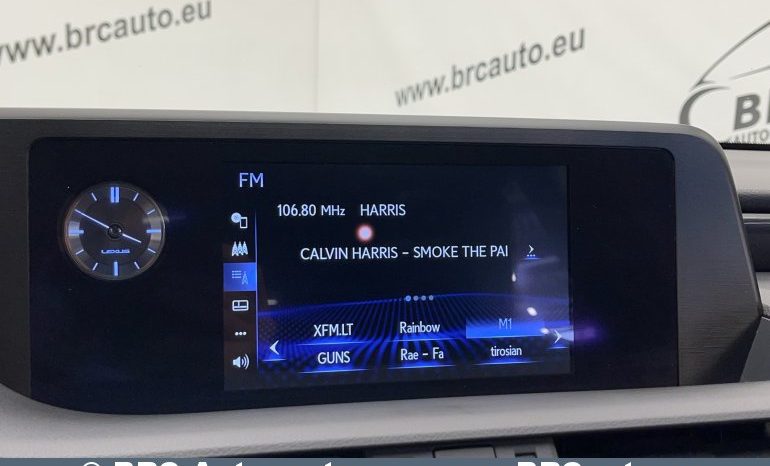 www.brcauto.eu
www.brcauto.eu
FM
106.80 MHz HARRIS
CALVIN HARRIS - SMOKE THE PAI
LEXUS
XFM.LT Rainbow M1
GUNS Rae - Fa tirosian